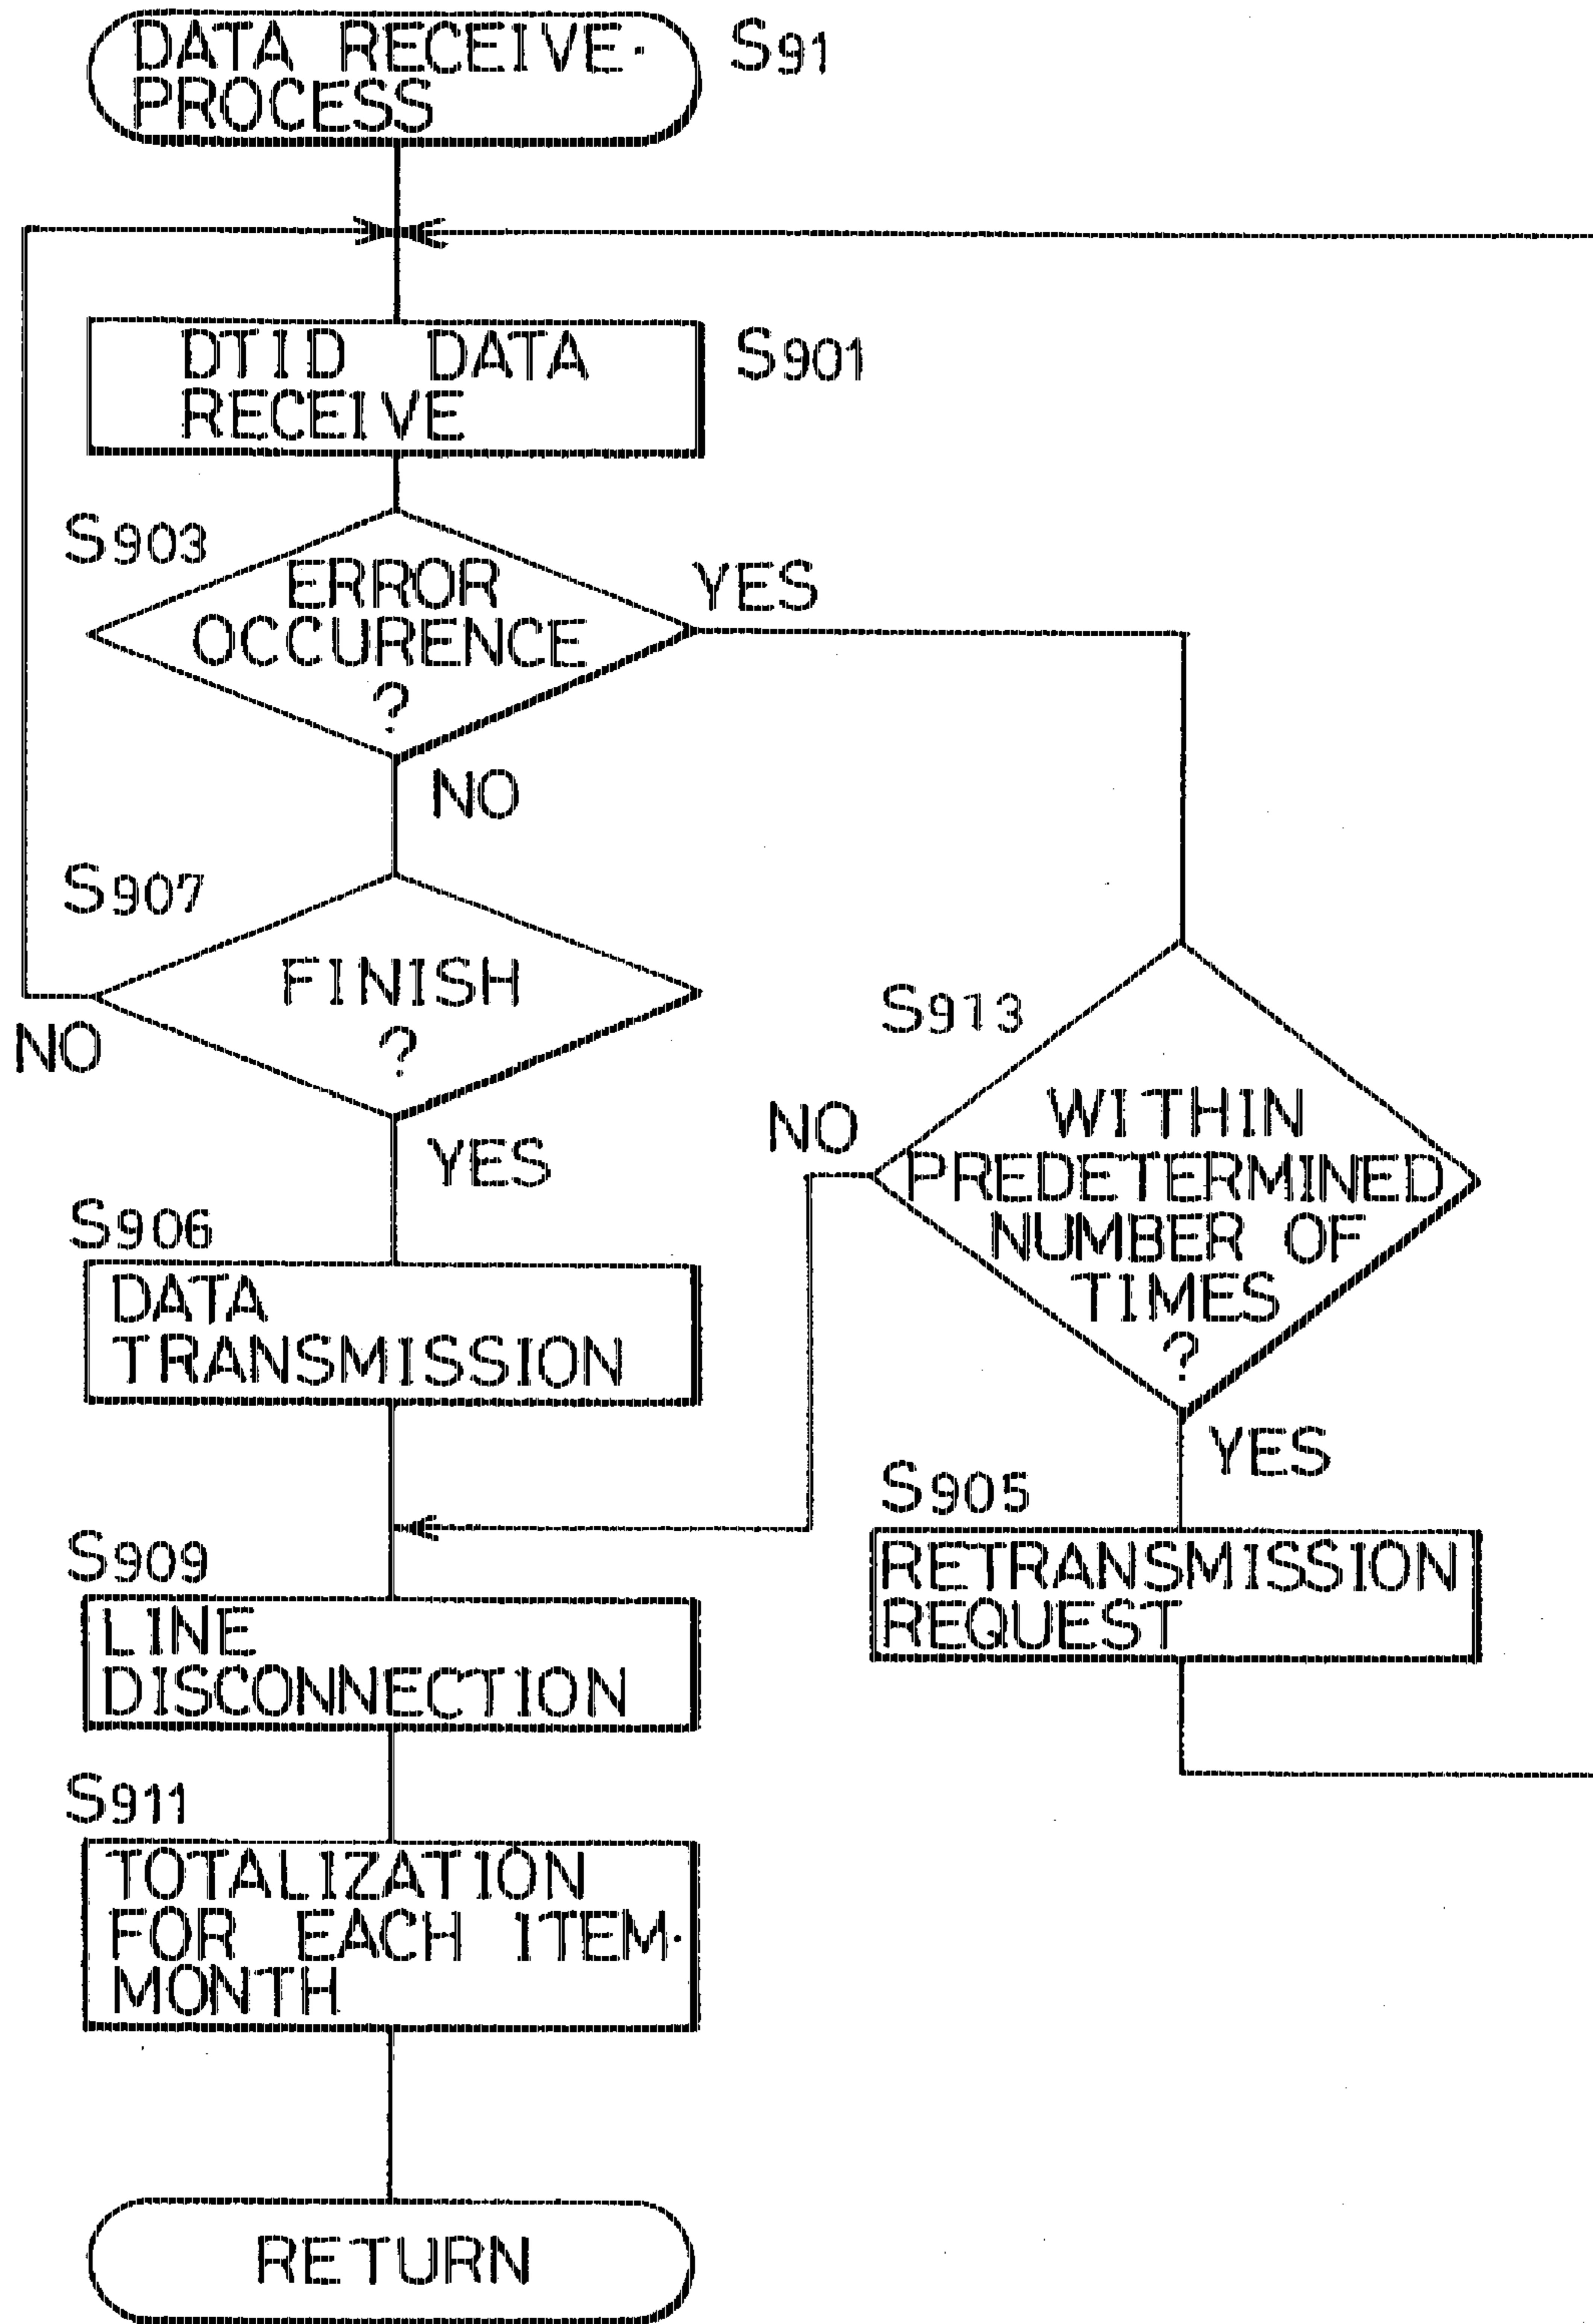 DATA RECEIVE·
PROCESS
S91
DTID DATA
RECEIVE
S901
S903
ERROR
OCCURENCE
?
YES
NO
S907
FINISH
?
NO
YES
S913
WITHIN
PREDETERMINED
NUMBER OF
TIMES
?
NO
YES
S906
DATA
TRANSMISSION
S905
RETRANSMISSION
REQUEST
S909
LINE
DISCONNECTION
S911
TOTALIZATION
FOR EACH ITEM·
MONTH
RETURN